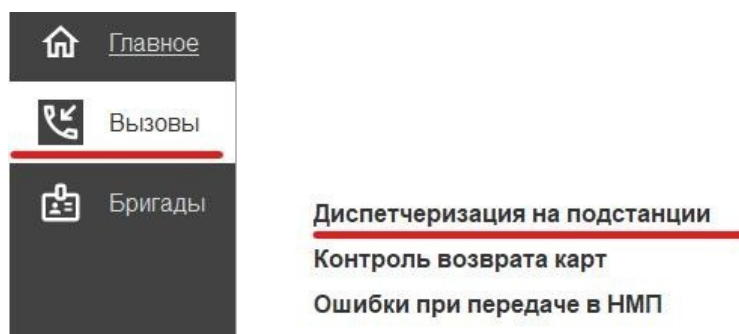 Главное
Вызовы
Бригады
Диспетчеризация на подстанции
Контроль возврата карт
Ошибки при передаче в НМП